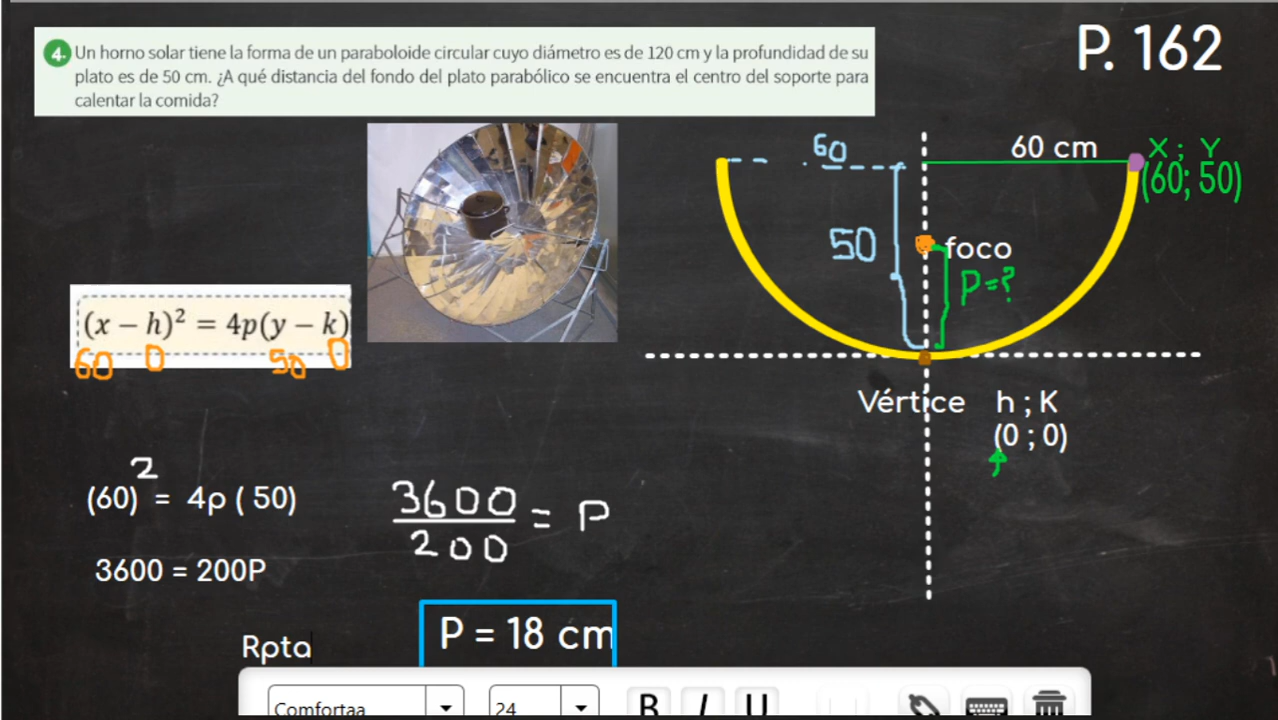 P. 162
4. Un horno solar tiene la forma de un paraboloide circular cuyo diámetro es de 120 cm y la profundidad de su
plato es de 50 cm. ¿A qué distancia del fondo del plato parabólico se encuentra el centro del soporte para
calentar la comida?
60
60 cm
X ; Y
(60; 50)
50
foco
P=?
(x − h)² = 4p(y − k)
60 0 50 0
Vértice h ; K
(0 ; 0)
(60)² = 4p ( 50)
3600 = 200P
3600
200
= P
P = 18 cm
Rpta
Comfortaa 24 B I U